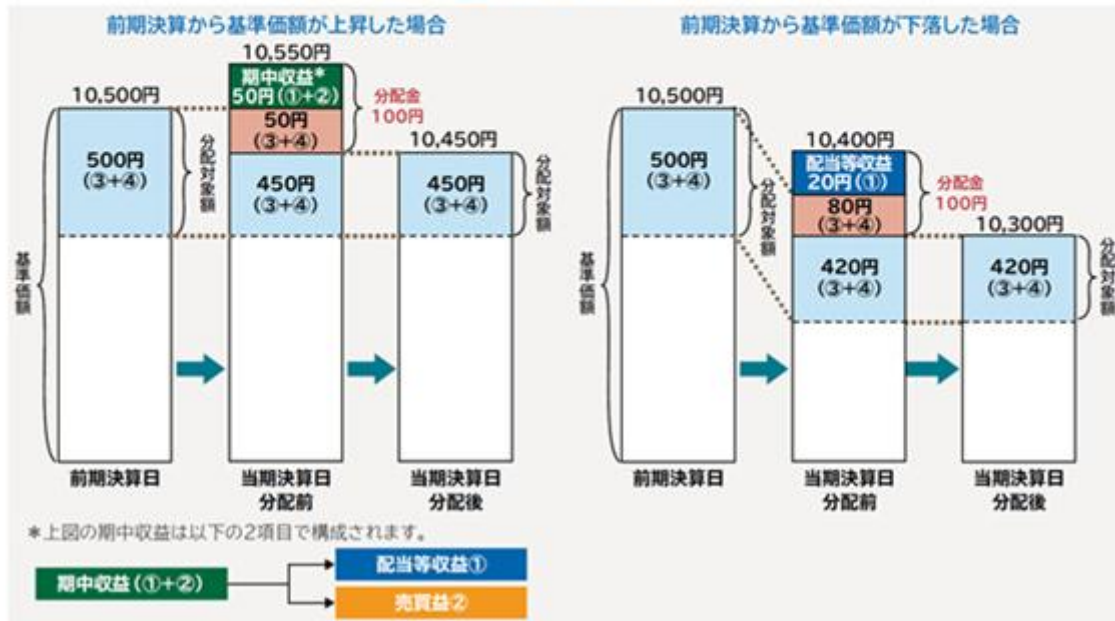 前期決算から基準価額が上昇した場合
10,550円
期中収益*
50円(①+②)
分配金
100円
10,500円
50円
(③+④)
10,450円
500円
(③+④)
分配対象額
450円
(③+④)
450円
(③+④)
分配対象額
基準価額
前期決算日
当期決算日
分配前
当期決算日
分配後
*上図の期中収益は以下の2項目で構成されます。
期中収益(①+②)
配当等収益①
売買益②
前期決算から基準価額が下落した場合
10,500円
10,400円
配当等収益
20円(①)
分配金
100円
500円
(③+④)
分配対象額
80円
(③+④)
10,300円
420円
(③+④)
420円
(③+④)
分配対象額
基準価額
前期決算日
当期決算日
分配前
当期決算日
分配後